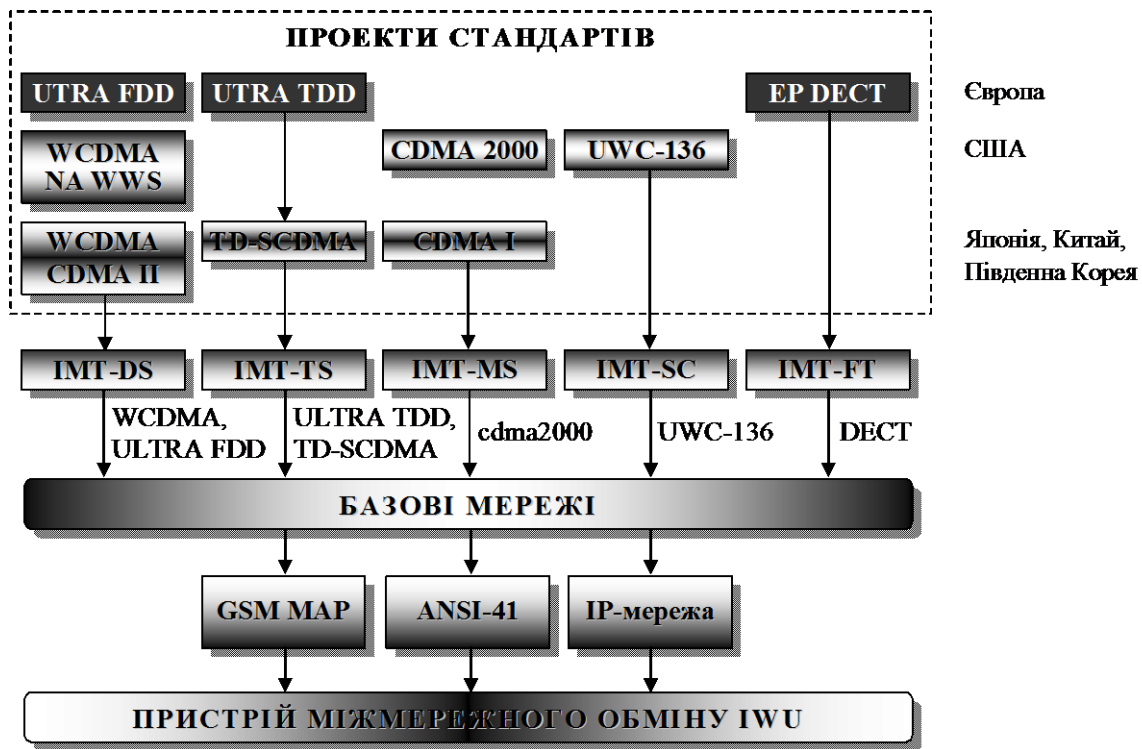 ПРОЕКТИ СТАНДАРТІВ
UTRA FDD
UTRA TDD
EP DECT
Європа
WCDMA
NA WWS
CDMA 2000
UWC-136
США
WCDMA
CDMA II
TD-SCDMA
CDMA I
Японія, Китай,
Південна Корея
IMT-DS
IMT-TS
IMT-MS
IMT-SC
IMT-FT
WCDMA,
ULTRA FDD
ULTRA TDD,
TD-SCDMA
cdma2000
UWC-136
DECT
БАЗОВІ МЕРЕЖІ
GSM MAP
ANSI-41
IP-мережа
ПРИСТРІЙ МІЖМЕРЕЖНОГО ОБМІНУ IWU